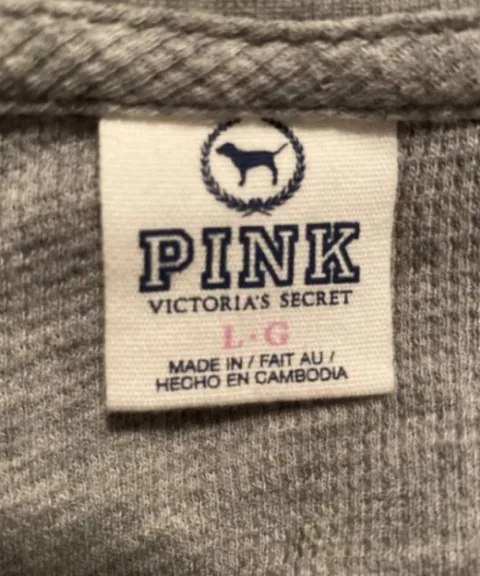 PINK
VICTORIA'S SECRET
L·G
MADE IN / FAIT AU /
HECHO EN CAMBODIA